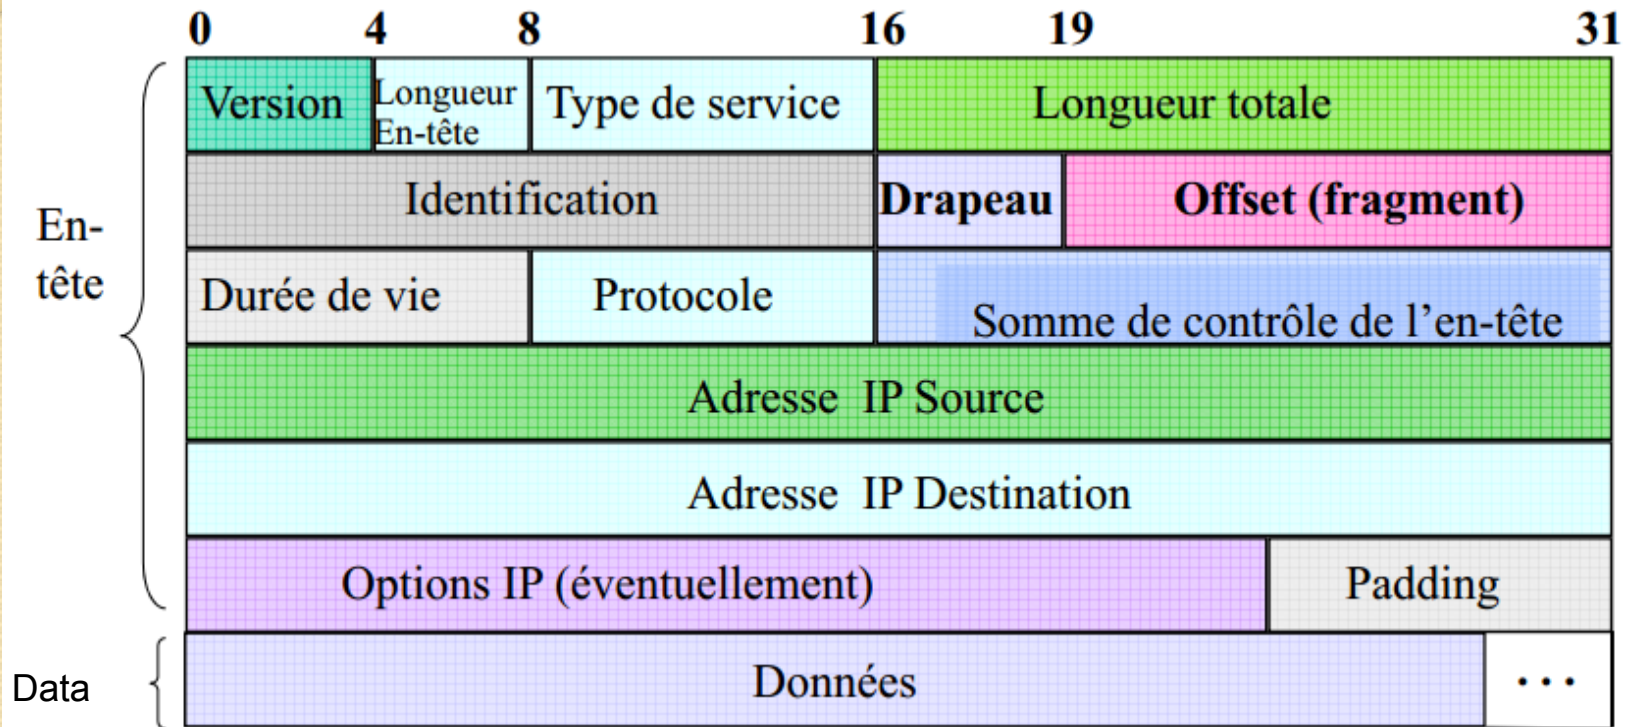 0 4 8 16 19 31
Version Longueur En-tête Type de service Longueur totale
Identification Drapeau Offset (fragment)
En-
tête
Durée de vie Protocole Somme de contrôle de l’en-tête
Adresse IP Source
Adresse IP Destination
Options IP (éventuellement) Padding
Data Données ...